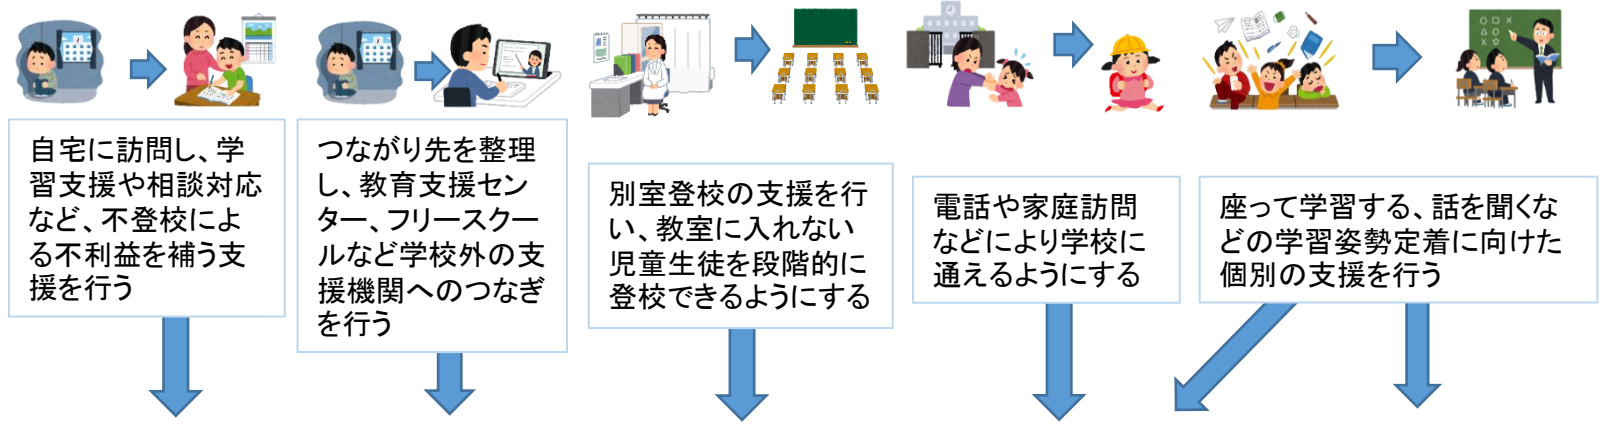 自宅に訪問し、学
習支援や相談対応
など、不登校によ
る不利益を補う支
援を行う
つながり先を整理
し、教育支援セン
ター、フリースクー
ルなど学校外の支
援機関へのつなぎ
を行う
別室登校の支援を行
い、教室に入れない
児童生徒を段階的に
登校できるようにする
電話や家庭訪問
などにより学校に
通えるようにする
座って学習する、話を聞くな
どの学習姿勢定着に向けた
個別の支援を行う